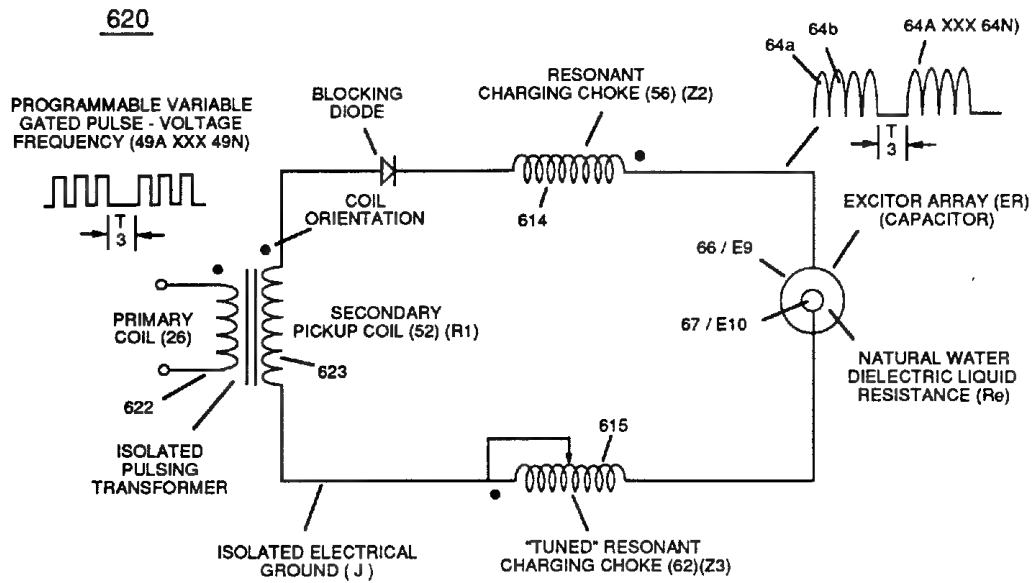 620
PROGRAMMABLE VARIABLE
GATED PULSE - VOLTAGE
FREQUENCY (49A XXX 49N)
T
3
BLOCKING
DIODE
RESONANT
CHARGING CHOKE (56) (Z2)
614
64a
64b
64A XXX 64N)
T
3
COIL
ORIENTATION
EXCITOR ARRAY (ER)
(CAPACITOR)
66 / E9
67 / E10
PRIMARY
COIL (26)
SECONDARY
PICKUP COIL (52) (R1)
623
622
NATURAL WATER
DIELECTRIC LIQUID
RESISTANCE (Re)
ISOLATED
PULSING
TRANSFORMER
615
ISOLATED ELECTRICAL
GROUND ( J )
"TUNED" RESONANT
CHARGING CHOKE (62)(Z3)